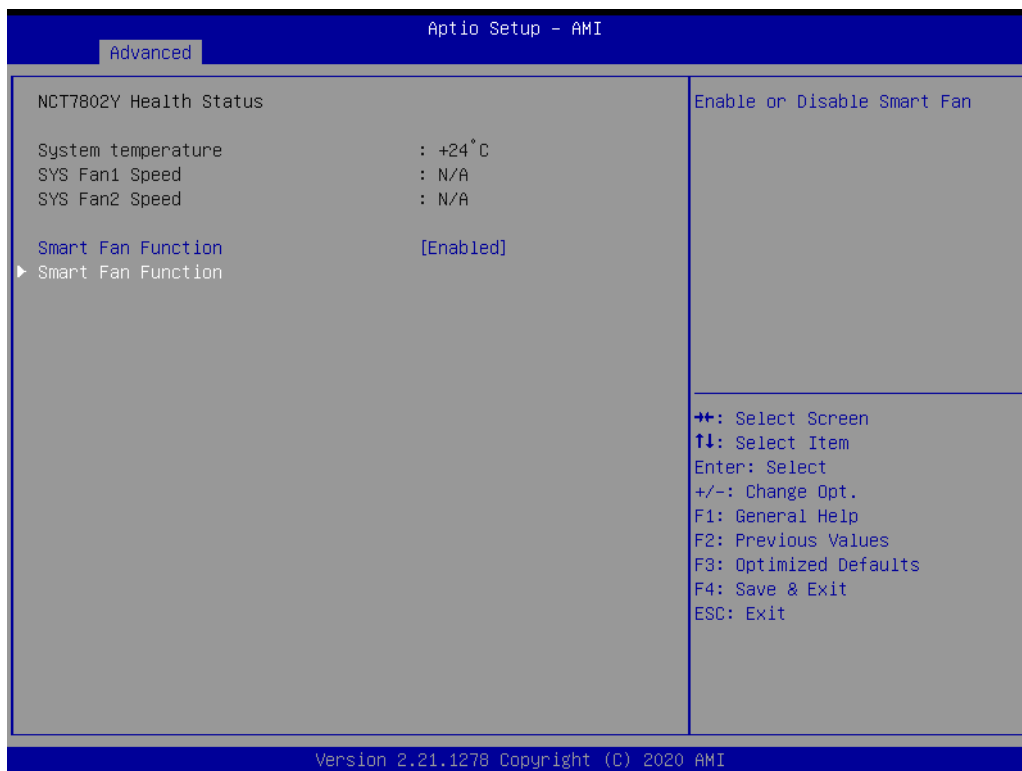 Aptio Setup - AMI
Advanced
NCT7802Y Health Status
System temperature : +24°C
SYS Fan1 Speed : N/A
SYS Fan2 Speed : N/A
Smart Fan Function [Enabled]
▶ Smart Fan Function
Enable or Disable Smart Fan
→←: Select Screen
↑↓: Select Item
Enter: Select
+/-: Change Opt.
F1: General Help
F2: Previous Values
F3: Optimized Defaults
F4: Save & Exit
ESC: Exit
Version 2.21.1278 Copyright (C) 2020 AMI